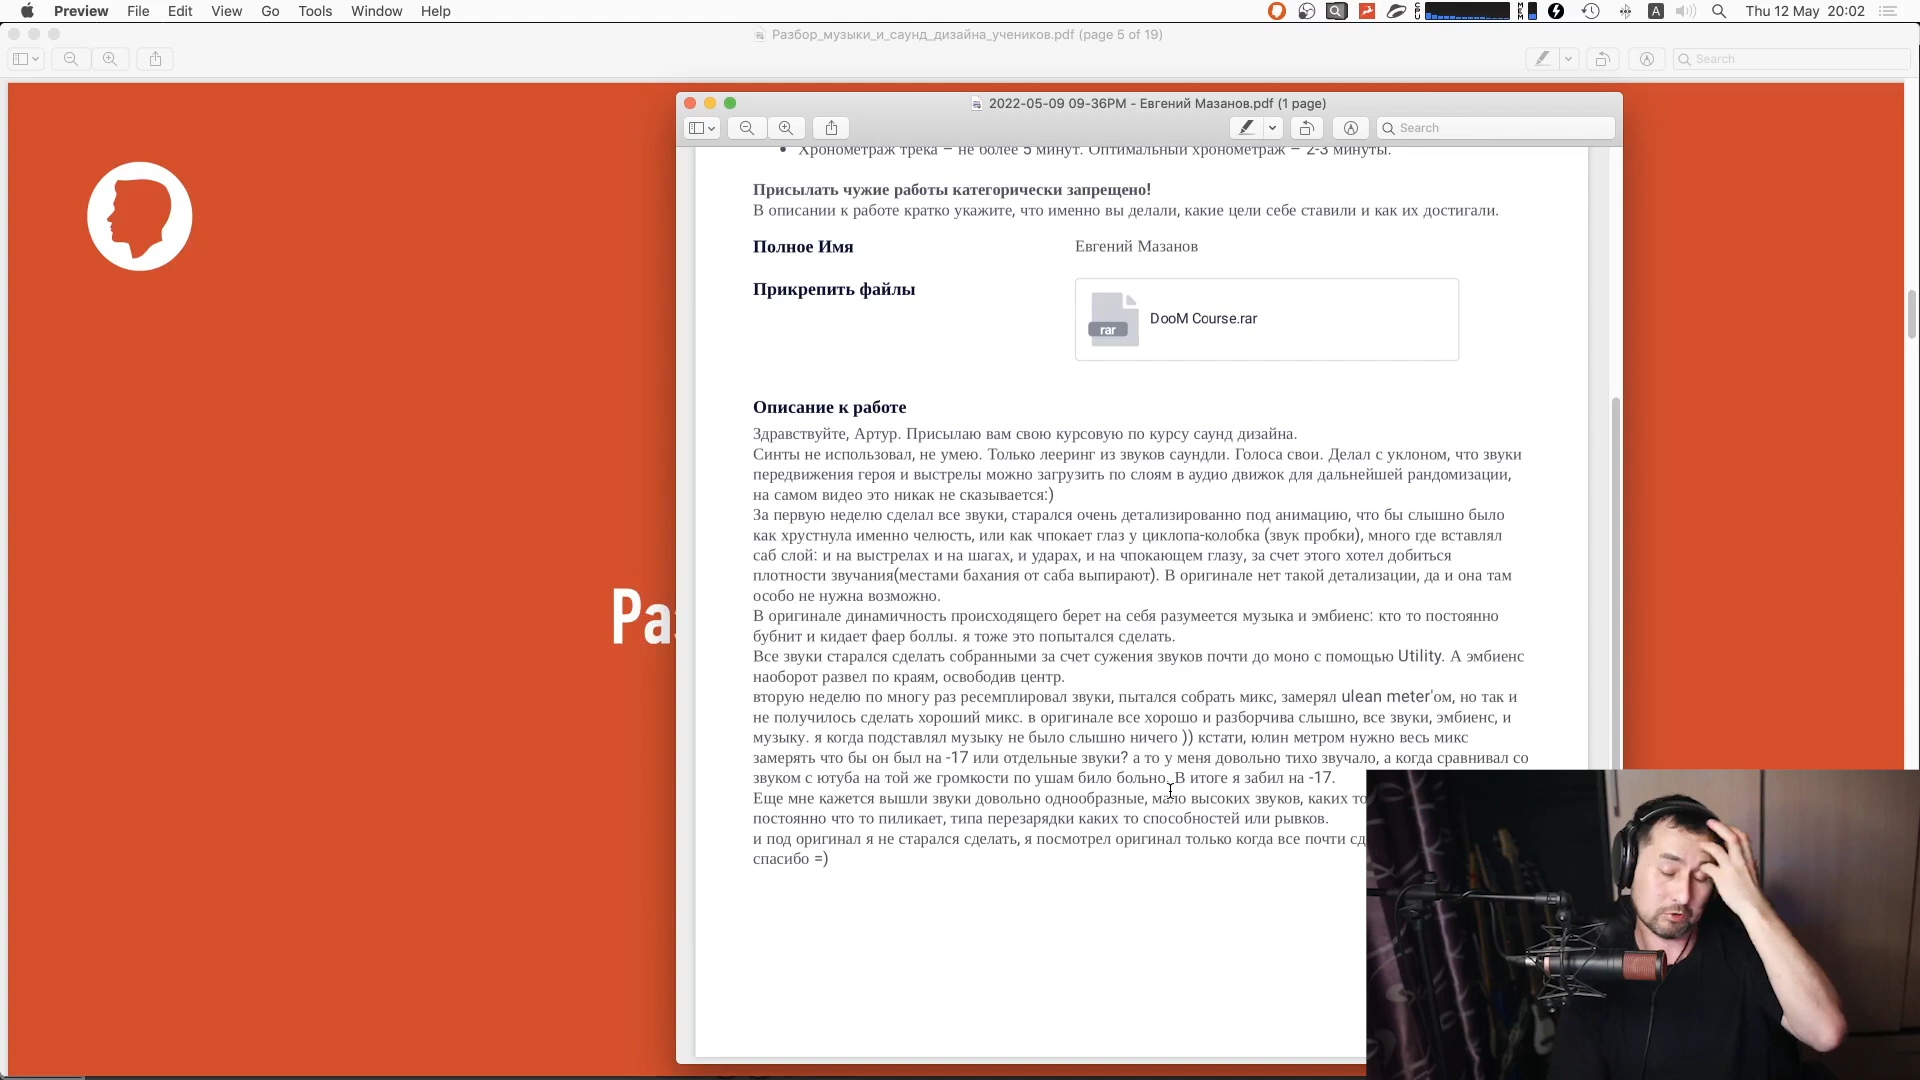 Preview File Edit View Go Tools Window Help
A
Thu 12 May 20:02
Разбор_музыки_и_саунд_дизайна_учеников.pdf (page 5 of 19)
Search
2022-05-09 09-36PM - Евгений Мазанов.pdf (1 page)
Search
Хронометраж трека – не более 5 минут. Оптимальный хронометраж – 2-3 минуты.
Присылать чужие работы категорически запрещено!
В описании к работе кратко укажите, что именно вы делали, какие цели себе ставили и как их достигали.
Полное Имя
Евгений Мазанов
Прикрепить файлы
rar
DooM Course.rar
Описание к работе
Здравствуйте, Артур. Присылаю вам свою курсовую по курсу саунд дизайна.
Синты не использовал, не умею. Только лееринг из звуков саундли. Голоса свои. Делал с уклоном, что звуки
передвижения героя и выстрелы можно загрузить по слоям в аудио движок для дальнейшей рандомизации,
на самом видео это никак не сказывается:)
За первую неделю сделал все звуки, старался очень детализированно под анимацию, что бы слышно было
как хрустнула именно челюсть, или как чпокает глаз у циклопа-колобка (звук пробки), много где вставлял
саб слой: и на выстрелах и на шагах, и ударах, и на чпокающем глазу, за счет этого хотел добиться
плотности звучания(местами бахания от саба выпирают). В оригинале нет такой детализации, да и она там
особо не нужна возможно.
В оригинале динамичность происходящего берет на себя разумеется музыка и эмбиенс: кто то постоянно
бубнит и кидает фаер боллы. я тоже это попытался сделать.
Все звуки старался сделать собранными за счет сужения звуков почти до моно с помощью Utility. А эмбиенс
наоборот развел по краям, освободив центр.
вторую неделю по многу раз ресемплировал звуки, пытался собрать микс, замерял ulean meter'ом, но так и
не получилось сделать хороший микс. в оригинале все хорошо и разборчива слышно, все звуки, эмбиенс, и
музыку. я когда подставлял музыку не было слышно ничего )) кстати, юлин метром нужно весь микс
замерять что бы он был на -17 или отдельные звуки? а то у меня довольно тихо звучало, а когда сравнивал со
звуком с ютуба на той же громкости по ушам било больно. В итоге я забил на -17.
Еще мне кажется вышли звуки довольно однообразные, мало высоких звуков, каких то
постоянно что то пиликает, типа перезарядки каких то способностей или рывков.
и под оригинал я не старался сделать, я посмотрел оригинал только когда все почти
спасибо =)